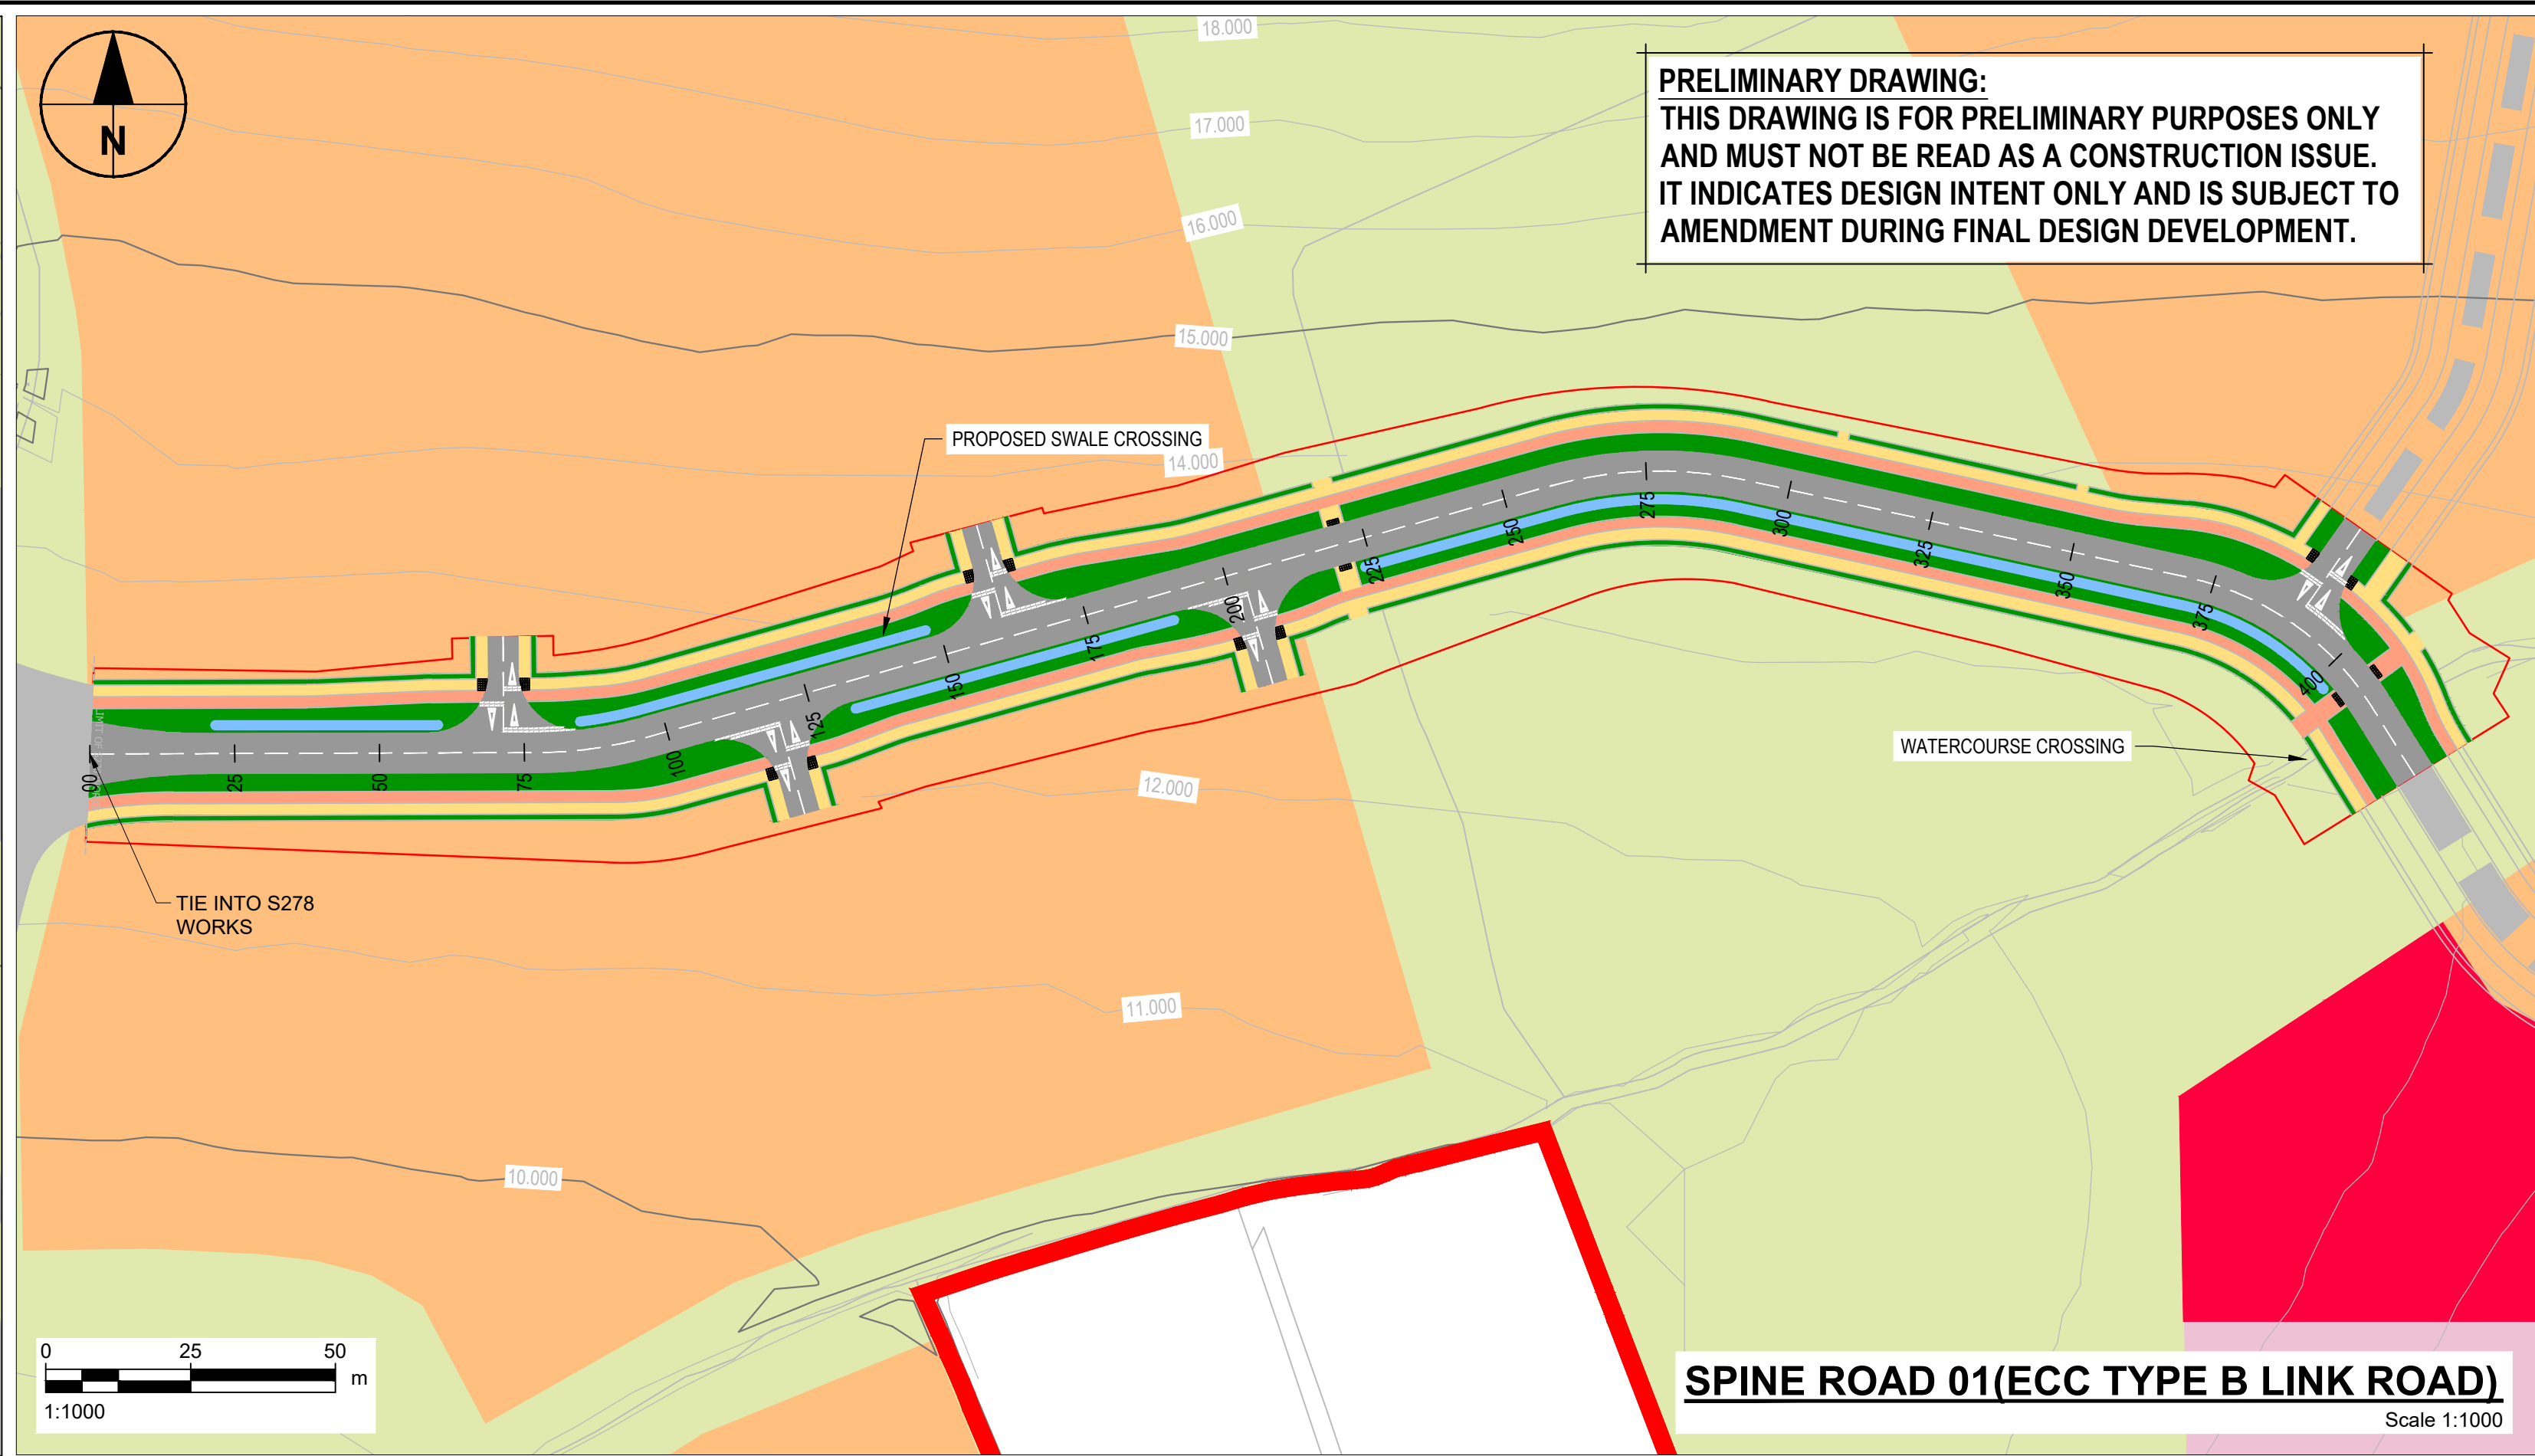 N
18.000
PRELIMINARY DRAWING:
THIS DRAWING IS FOR PRELIMINARY PURPOSES ONLY
AND MUST NOT BE READ AS A CONSTRUCTION ISSUE.
IT INDICATES DESIGN INTENT ONLY AND IS SUBJECT TO
AMENDMENT DURING FINAL DESIGN DEVELOPMENT.
17.000
16.000
15.000
PROPOSED SWALE CROSSING
14.000
00
25
50
75
100
125
150
175
200
225
250
275
300
325
350
375
400
WATERCOURSE CROSSING
12.000
TIE INTO S278
WORKS
11.000
10.000
0 25 50
m
1:1000
SPINE ROAD 01(ECC TYPE B LINK ROAD)
Scale 1:1000